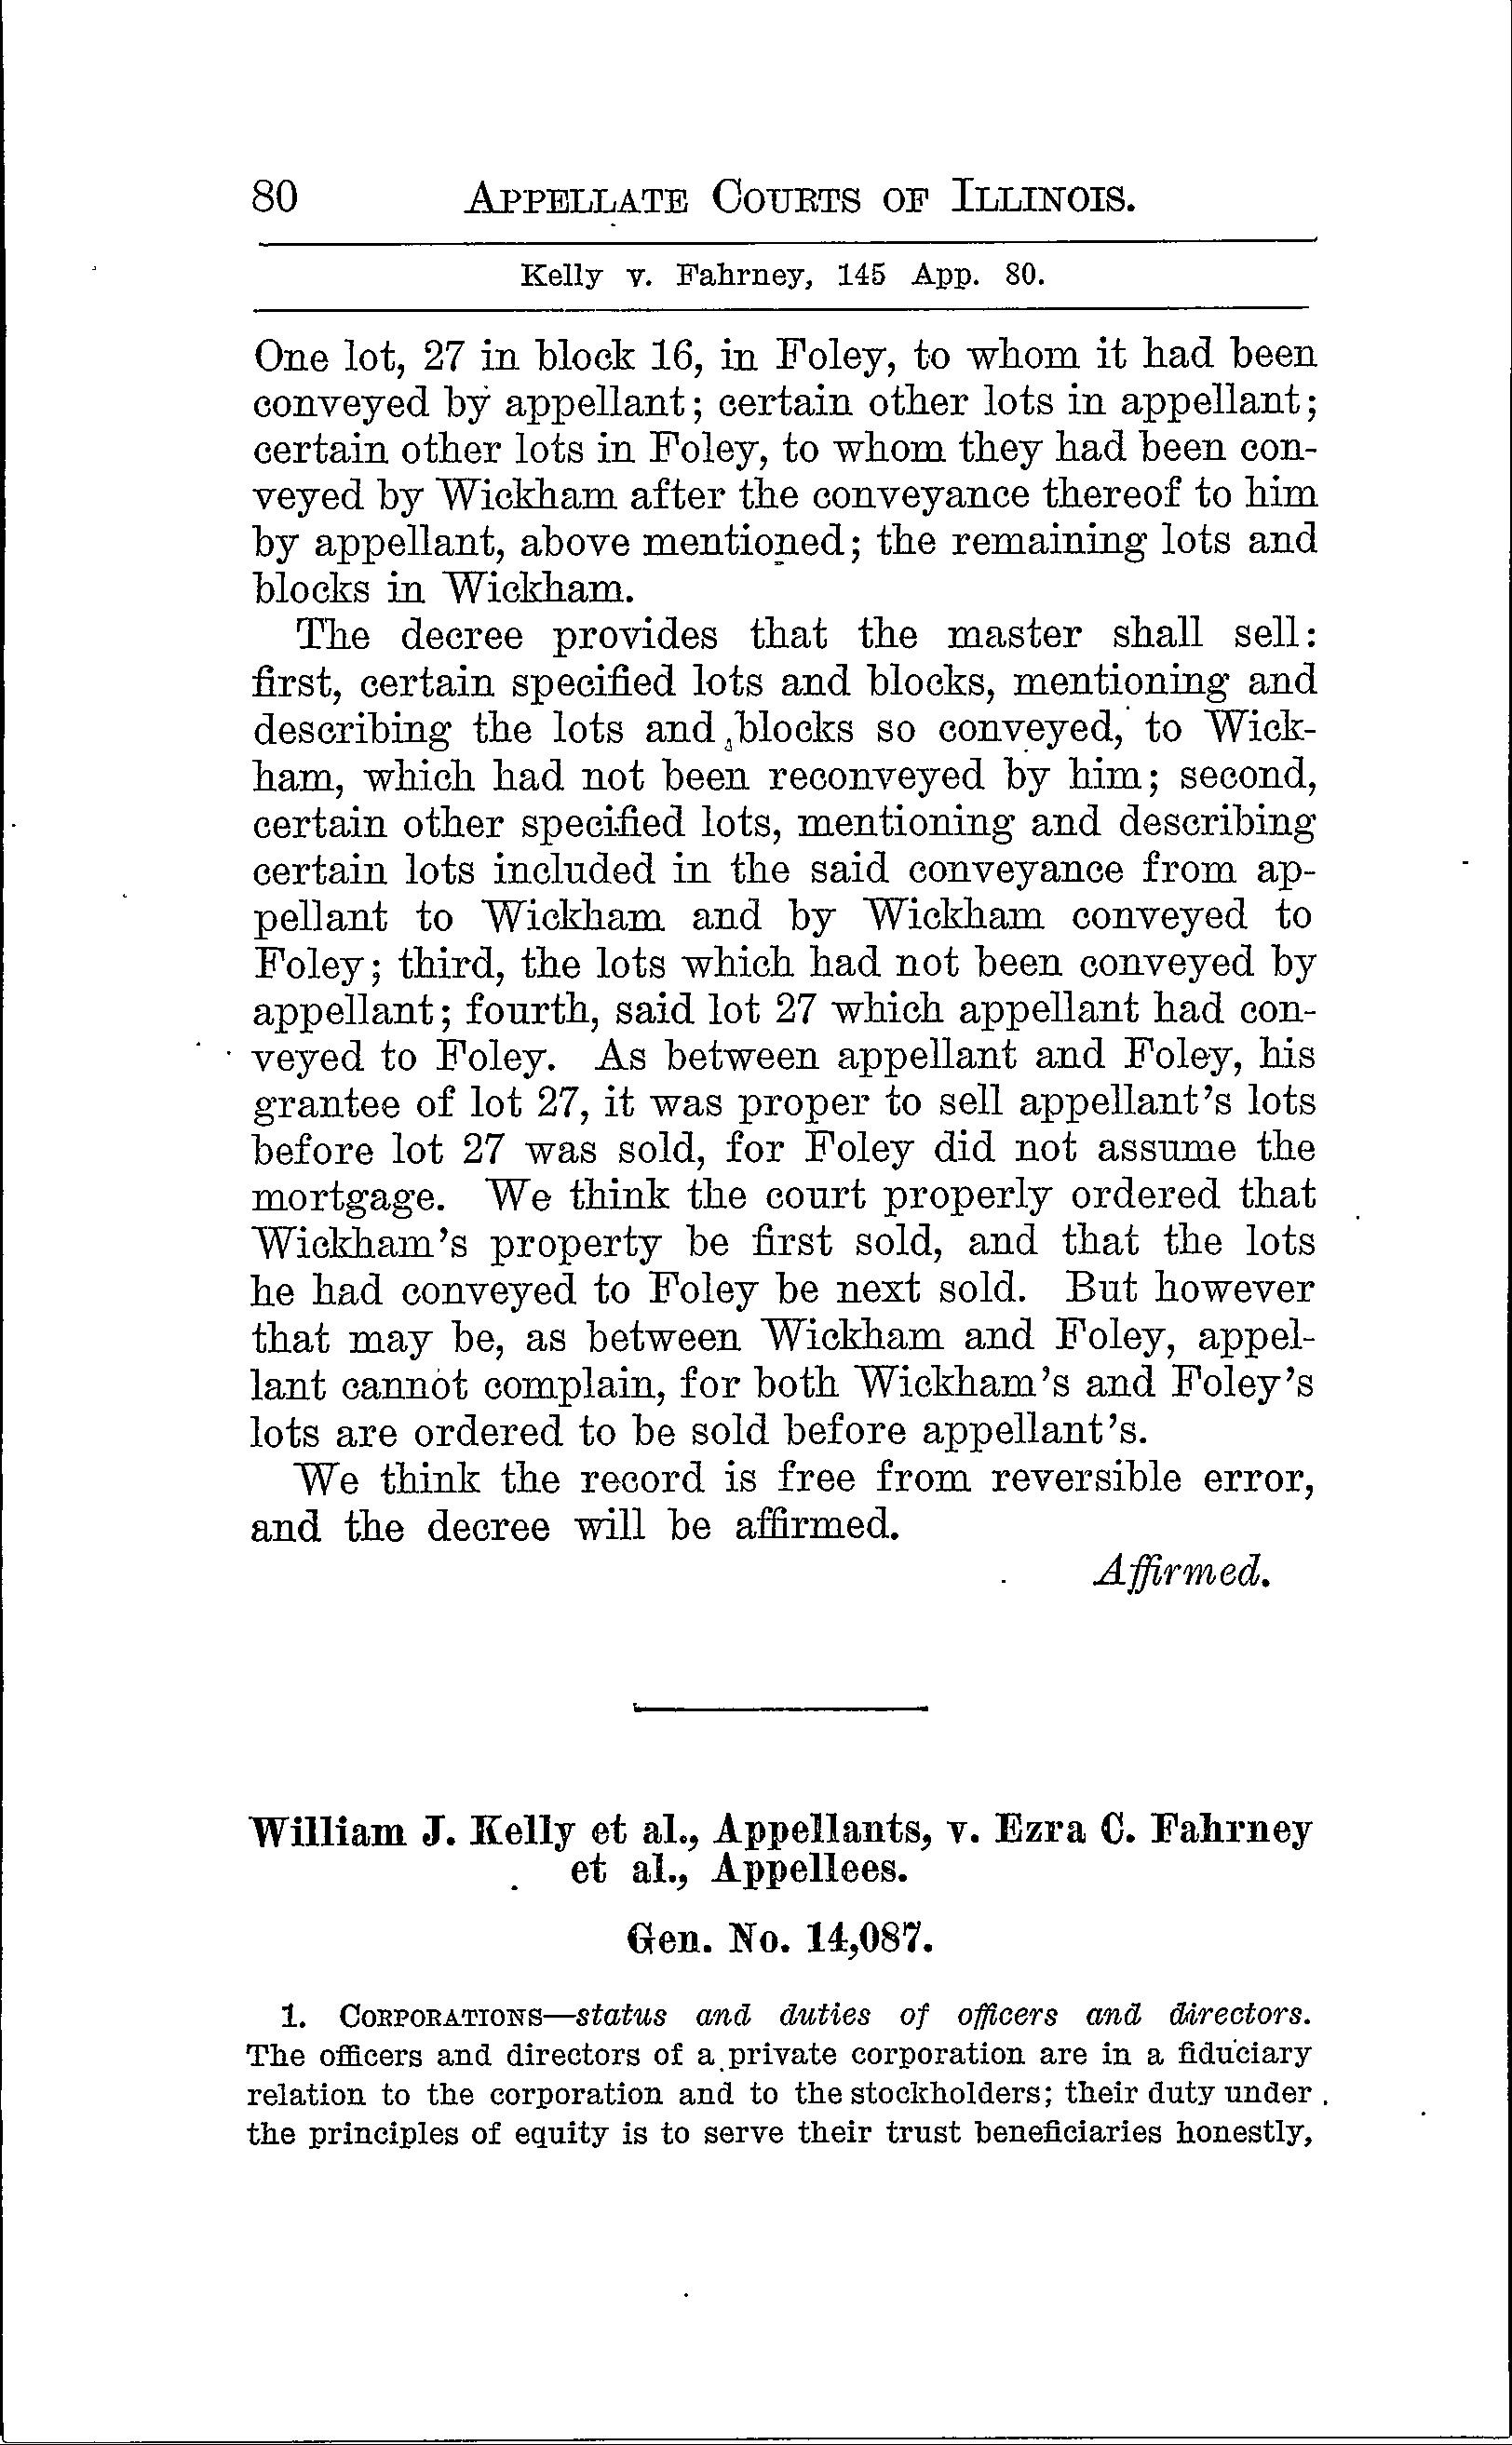 80 APPELLATE COURTS OF ILLINOIS.
Kelly v. Fahrney, 145 App. 80.
One lot, 27 in block 16, in Foley, to whom it had been
conveyed by appellant; certain other lots in appellant;
certain other lots in Foley, to whom they had been con-
veyed by Wickham after the conveyance thereof to him
by appellant, above mentioned; the remaining lots and
blocks in Wickham.
The decree provides that the master shall sell:
first, certain specified lots and blocks, mentioning and
describing the lots and blocks so conveyed, to Wick-
ham, which had not been reconveyed by him; second,
certain other specified lots, mentioning and describing
certain lots included in the said conveyance from ap-
pellant to Wickham and by Wickham conveyed to
Foley; third, the lots which had not been conveyed by
appellant; fourth, said lot 27 which appellant had con-
veyed to Foley. As between appellant and Foley, his
grantee of lot 27, it was proper to sell appellant's lots
before lot 27 was sold, for Foley did not assume the
mortgage. We think the court properly ordered that
Wickham's property be first sold, and that the lots
he had conveyed to Foley be next sold. But however
that may be, as between Wickham and Foley, appel-
lant cannot complain, for both Wickham's and Foley's
lots are ordered to be sold before appellant's.
We think the record is free from reversible error,
and the decree will be affirmed.
Affirmed.
William J. Kelly et al., Appellants, v. Ezra C. Fahrney
et al., Appellees.
Gen. No. 14,087.
1. CORPORATIONS—status and duties of officers and directors.
The officers and directors of a private corporation are in a fiduciary
relation to the corporation and to the stockholders; their duty under
the principles of equity is to serve their trust beneficiaries honestly,